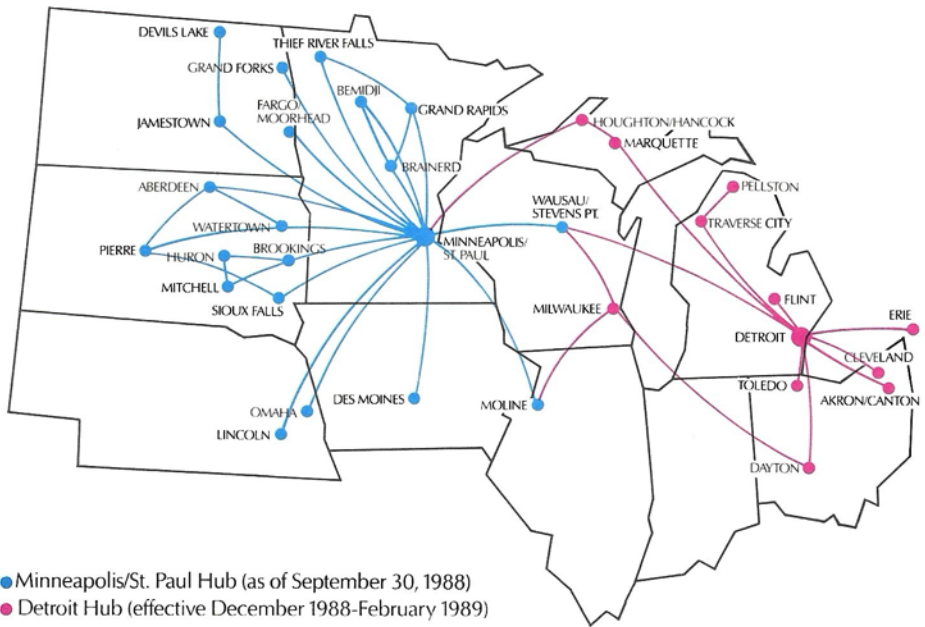 DEVILS LAKE
THIEF RIVER FALLS
GRAND FORKS
BEMIDJI
FARGO/
MOORHEAD
GRAND RAPIDS
JAMESTOWN
HOUGHTON/HANCOCK
MARQUETTE
BRAINERD
ABERDEEN
PELLSTON
WAUSAU/
STEVENS PT.
WATERTOWN
TRAVERSE CITY
PIERRE
HURON
BROOKINGS
MINNEAPOLIS/
ST. PAUL
MITCHELL
SIOUX FALLS
FLINT
MILWAUKEE
ERIE
DETROIT
CLEVELAND
TOLEDO
AKRON/CANTON
DES MOINES
MOLINE
OMAHA
LINCOLN
DAYTON
Minneapolis/St. Paul Hub (as of September 30, 1988)
Detroit Hub (effective December 1988-February 1989)